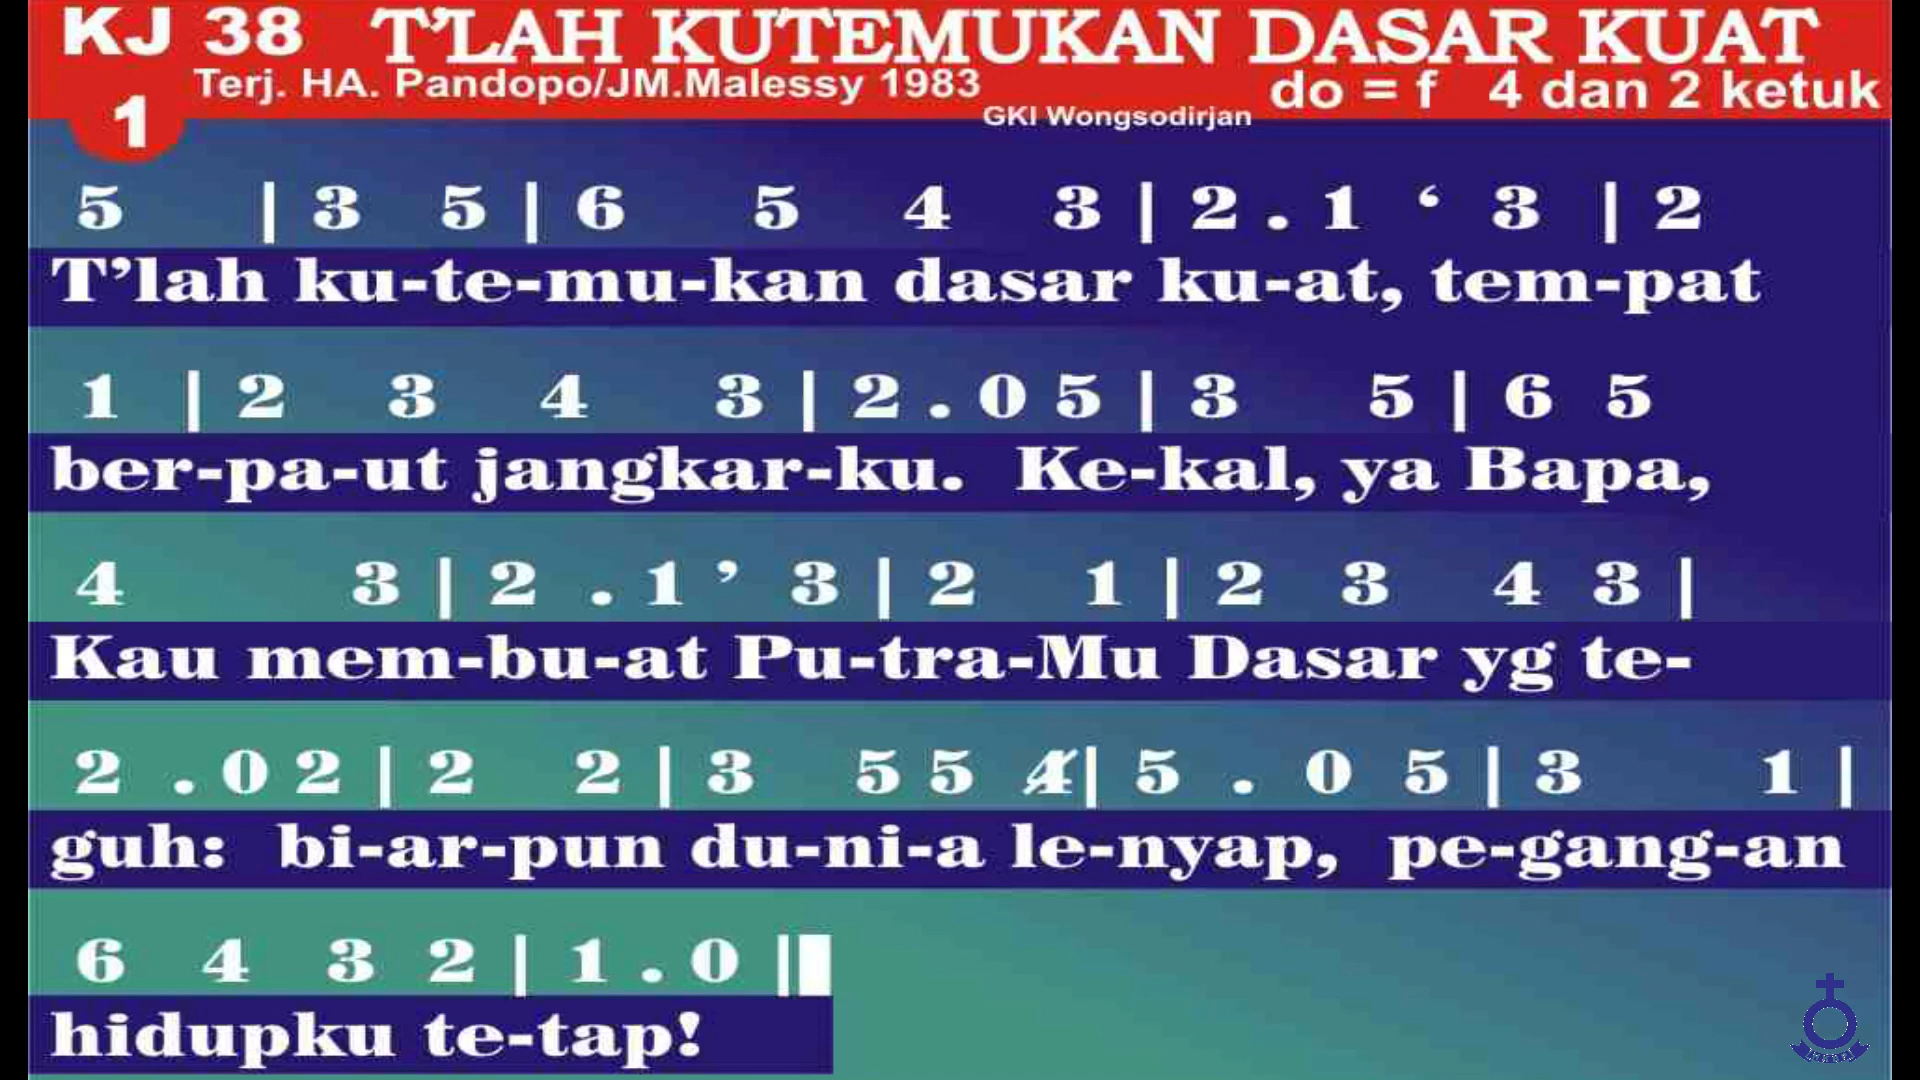 KJ 38 T'LAH KUTEMUKAN DASAR KUAT
Terj. HA. Pandopo/JM.Malessy 1983
do = f 4 dan 2 ketuk
GKI Wongsodirjan
1
5 | 3 5 | 6 5 4 3 | 2 . 1 ‘ 3 | 2
T’lah ku-te-mu-kan dasar ku-at, tem-pat
1 | 2 3 4 3 | 2 . 0 5 | 3 5 | 6 5
ber-pa-ut jangkar-ku. Ke-kal, ya Bapa,
4 3 | 2 . 1 ’ 3 | 2 1 | 2 3 4 3 |
Kau mem-bu-at Pu-tra-Mu Dasar yg te-
2 . 0 2 | 2 2 | 3 5 5 4̸ | 5 . 0 5 | 3 1 |
guh: bi-ar-pun du-ni-a le-nyap, pe-gang-an
6 4 3 2 | 1 . 0 ||
hidupku te-tap!